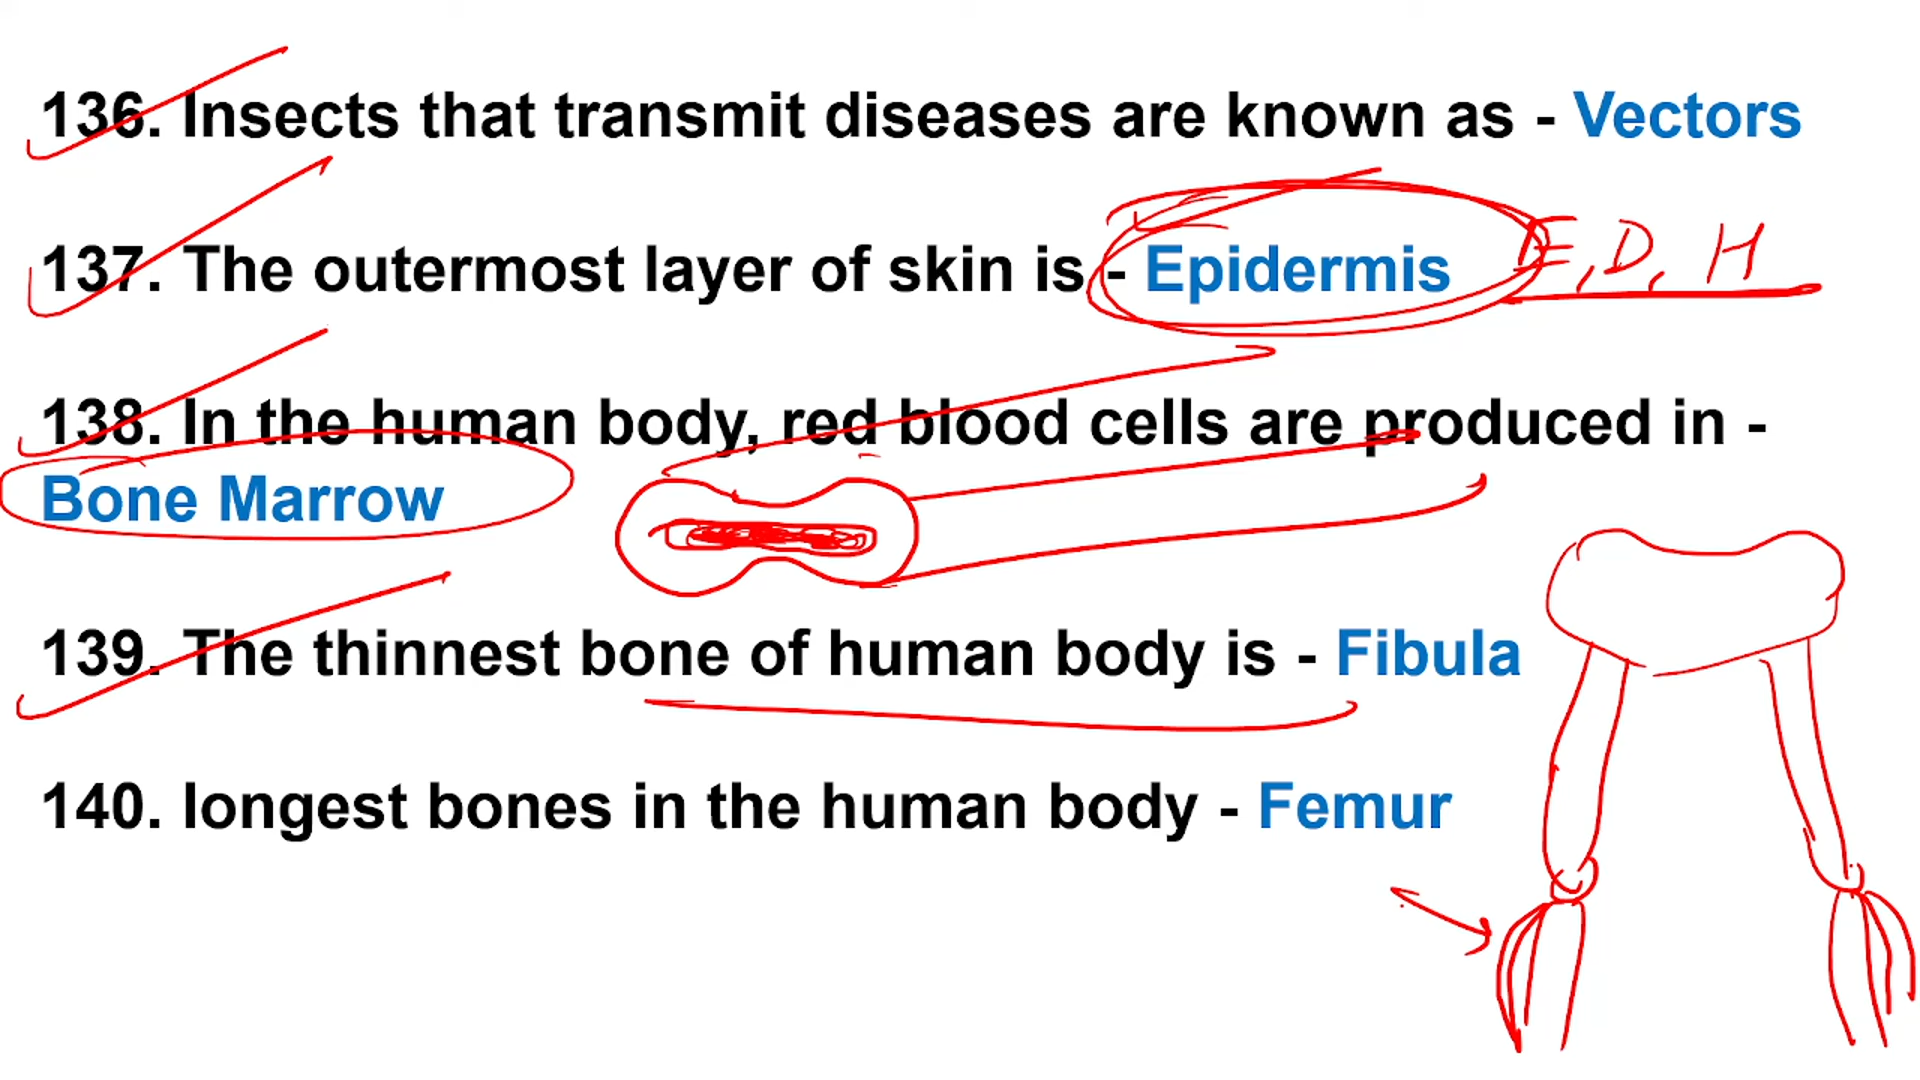 136. Insects that transmit diseases are known as - Vectors
137. The outermost layer of skin is - Epidermis E, D, H
138. In the human body, red blood cells are produced in -
Bone Marrow
139. The thinnest bone of human body is - Fibula
140. longest bones in the human body - Femur